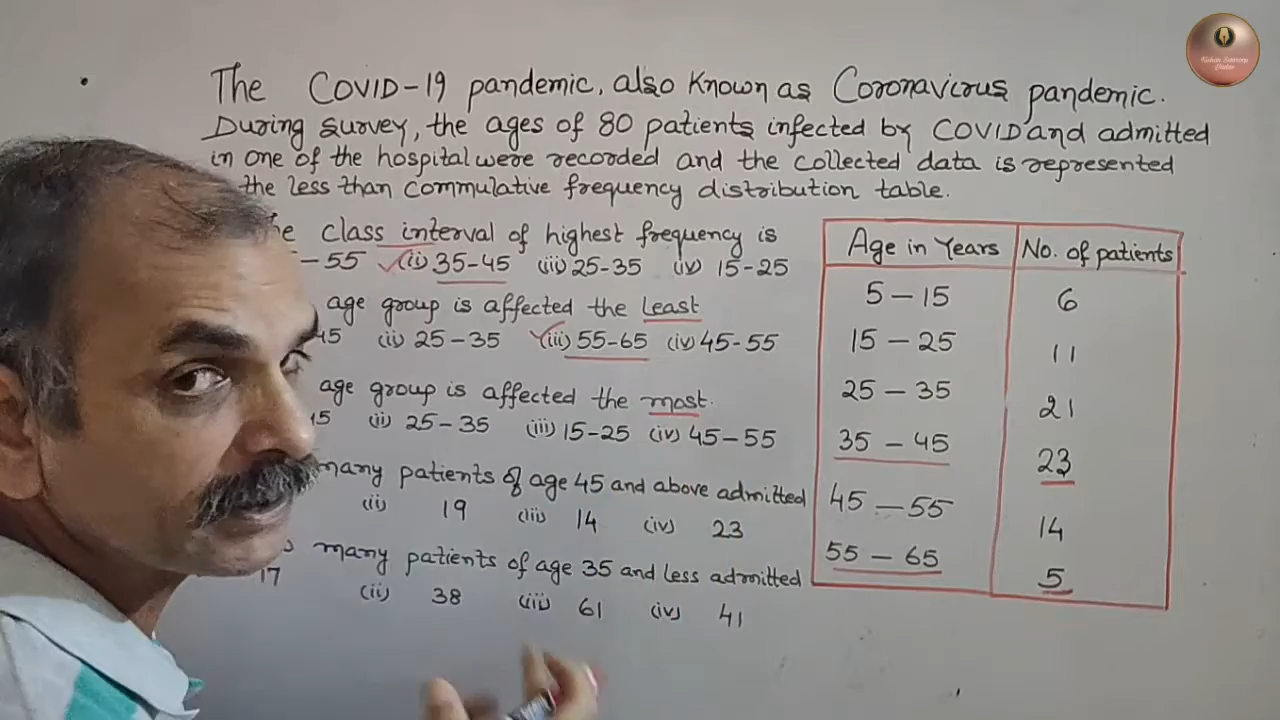 The COVID-19 pandemic, also known as Coronavirus pandemic.
During survey, the ages of 80 patients infected by COVID and admitted
in one of the hospital were recorded and the collected data is represented
the less than commulative frequency distribution table.
class interval of highest frequency is
- 55 (ii) 35-45 (iii) 25-35 (iv) 15-25
age group is affected the least
45 (ii) 25-35 (iii) 55-65 (iv) 45-55
age group is affected the most.
(ii) 25-35 (iii) 15-25 (iv) 45-55
many patients of age 45 and above admitted
(ii) 19 (iii) 14 (iv) 23
many patients of age 35 and less admitted
17 (ii) 38 (iii) 61 (iv) 41
Age in Years No. of patients
5-15 6
15-25 11
25-35 21
35-45 23
45-55 14
55-65 5